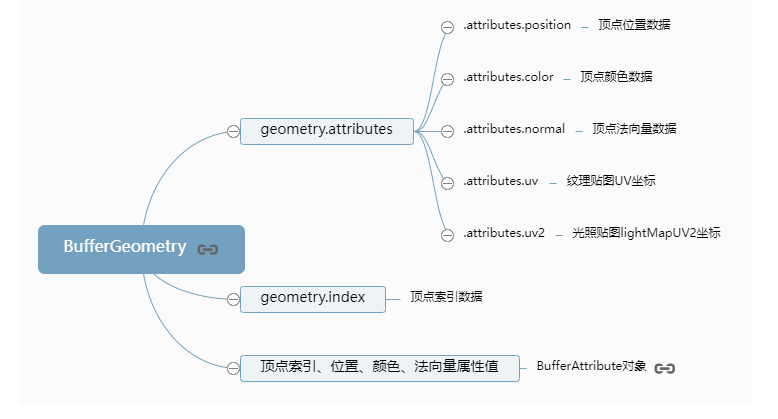 .attributes.position – 顶点位置数据
.attributes.color – 顶点颜色数据
geometry.attributes
.attributes.normal – 顶点法向量数据
.attributes.uv – 纹理贴图UV坐标
.attributes.uv2 – 光照贴图lightMapUV2坐标
BufferGeometry
geometry.index
顶点索引数据
顶点索引、位置、颜色、法向量属性值
BufferAttribute对象